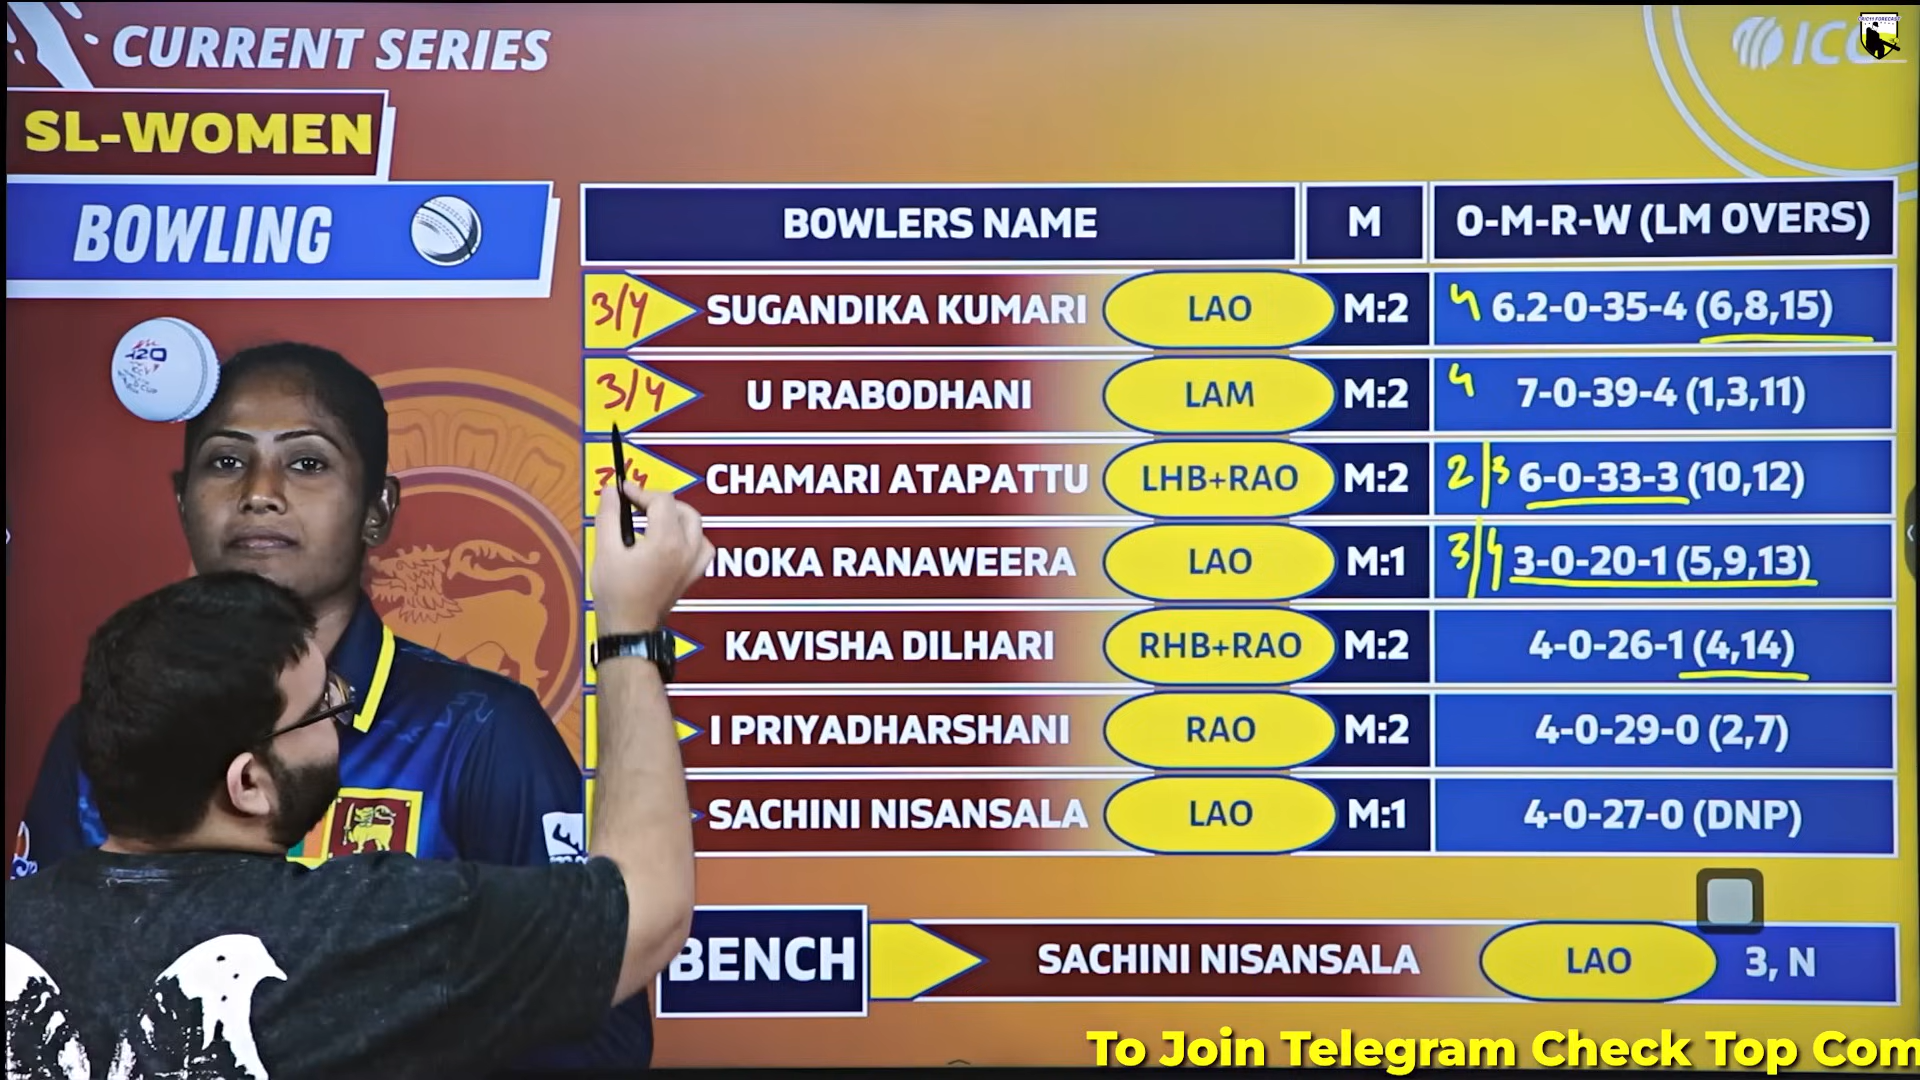 CURRENT SERIES
ICC
SL-WOMEN
BOWLING
BOWLERS NAME M O-M-R-W (LM OVERS)
3/4 SUGANDIKA KUMARI LAO M:2 4 6.2-0-35-4 (6,8,15)
3/4 U PRABODHANI LAM M:2 4 7-0-39-4 (1,3,11)
3/4 CHAMARI ATAPATTU LHB+RAO M:2 2/3 6-0-33-3 (10,12)
INOKA RANAWEERA LAO M:1 3/4 3-0-20-1 (5,9,13)
KAVISHA DILHARI RHB+RAO M:2 4-0-26-1 (4,14)
I PRIYADHARSHANI RAO M:2 4-0-29-0 (2,7)
SACHINI NISANSALA LAO M:1 4-0-27-0 (DNP)
BENCH SACHINI NISANSALA LAO 3, N
To Join Telegram Check Top Com